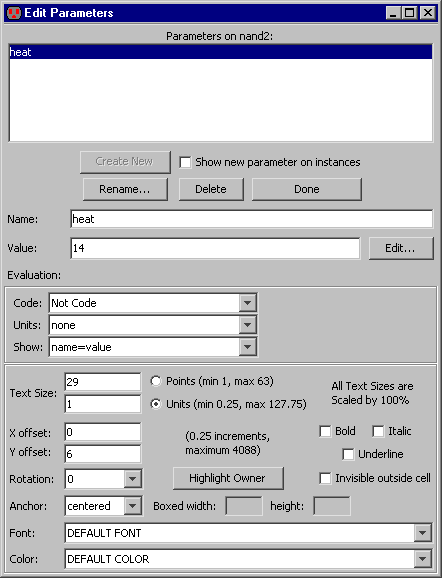 Edit Parameters
Parameters on nand2:
heat
Create New Show new parameter on instances
Rename... Delete Done
Name: heat
Value: 14 Edit...
Evaluation:
Code: Not Code
Units: none
Show: name=value
Text Size: 29 Points (min 1, max 63) All Text Sizes are
1 Units (min 0.25, max 127.75) Scaled by 100%
X offset: 0 (0.25 increments, Bold Italic
Y offset: 6 maximum 4088) Underline
Rotation: 0 Highlight Owner Invisible outside cell
Anchor: centered Boxed width: height:
Font: DEFAULT FONT
Color: DEFAULT COLOR